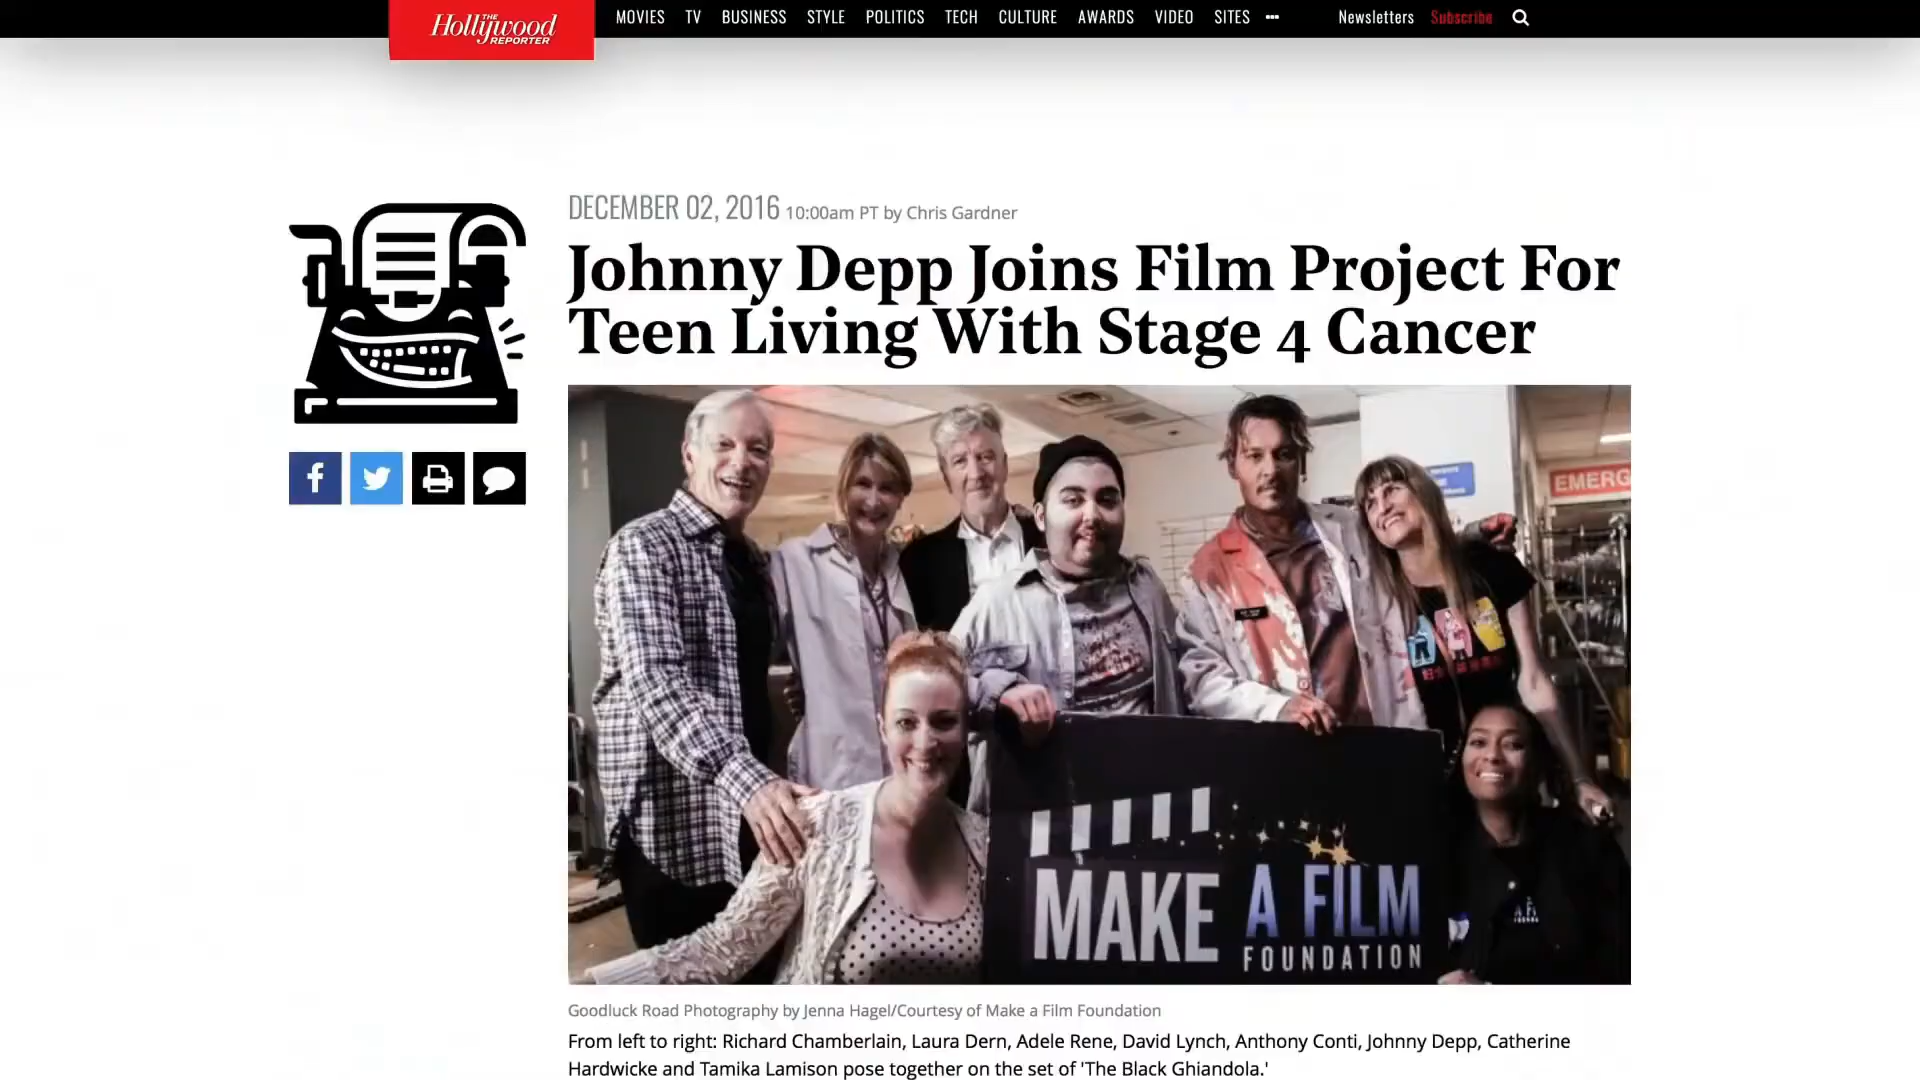 THE
Hollywood
REPORTER
MOVIES TV BUSINESS STYLE POLITICS TECH CULTURE AWARDS VIDEO SITES ••• Newsletters Subscribe
DECEMBER 02, 2016 10:00am PT by Chris Gardner
Johnny Depp Joins Film Project For
Teen Living With Stage 4 Cancer
EMERG
MAKE A FILM
FOUNDATION
Goodluck Road Photography by Jenna Hagel/Courtesy of Make a Film Foundation
From left to right: Richard Chamberlain, Laura Dern, Adele Rene, David Lynch, Anthony Conti, Johnny Depp, Catherine
Hardwicke and Tamika Lamison pose together on the set of 'The Black Ghiandola.'